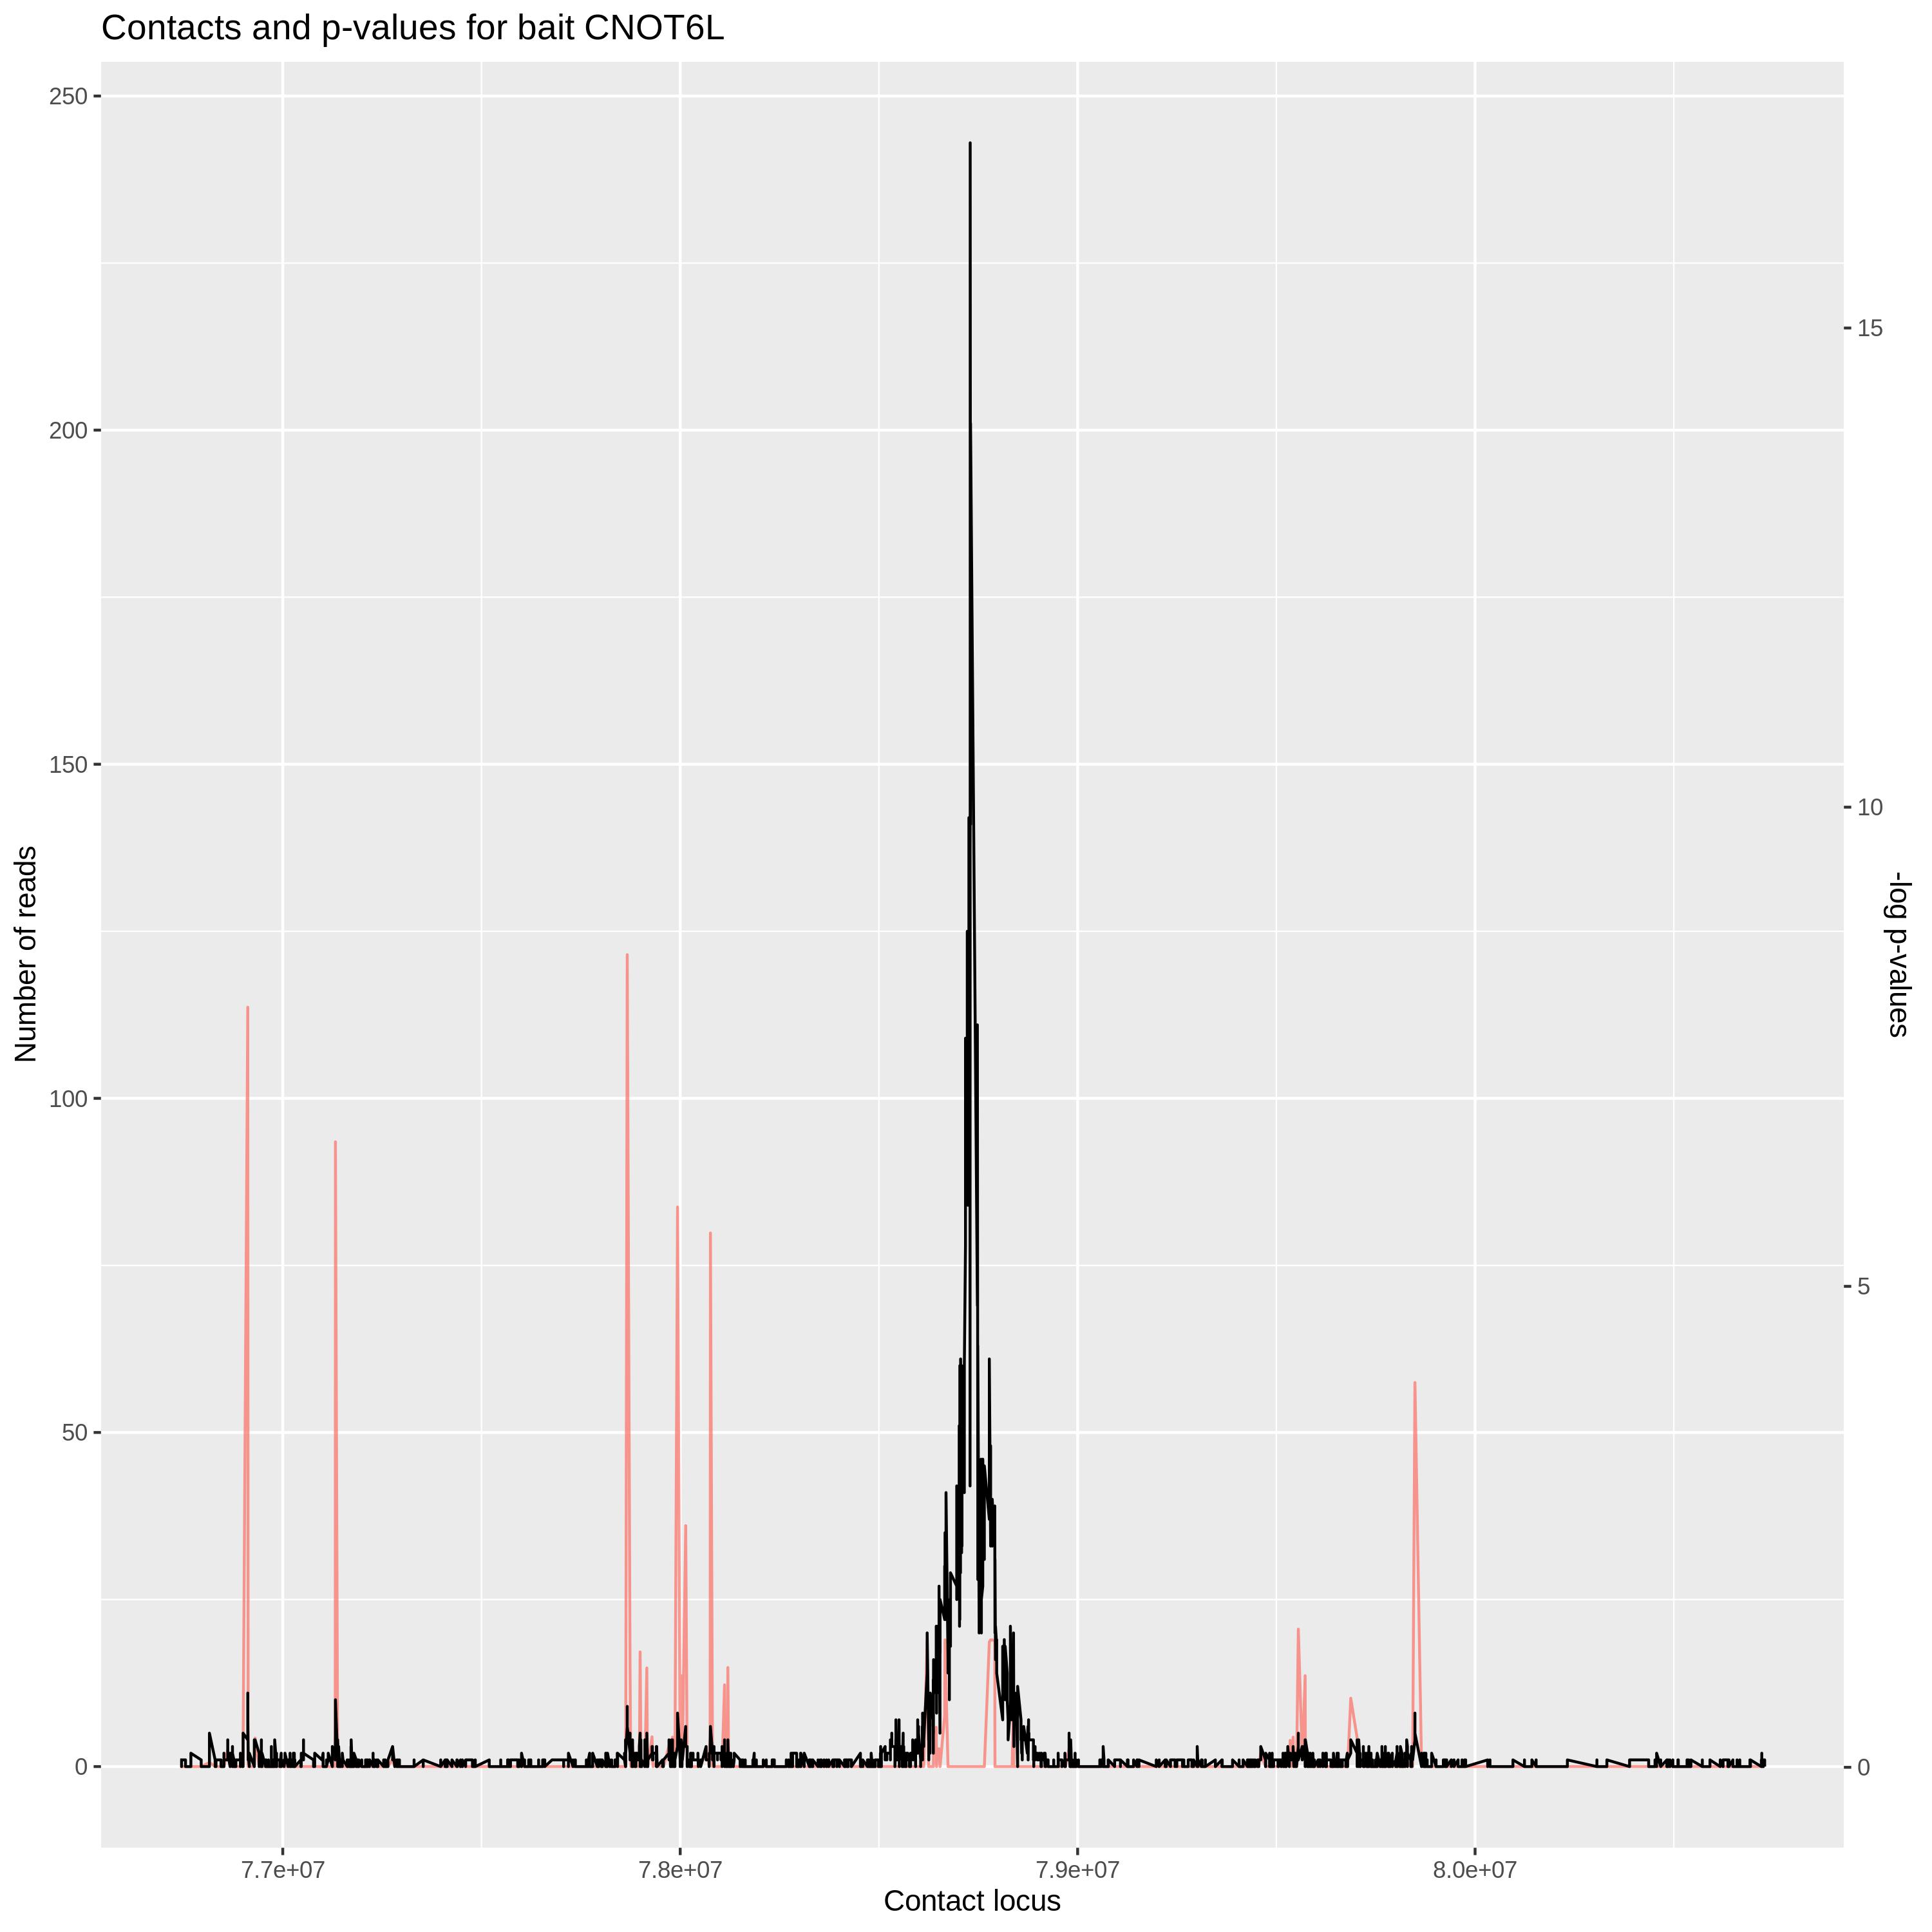 Contacts and p-values for bait CNOT6L
250
200
150
100
50
0
Number of reads
15
10
5
0
-log p-values
7.7e+07 7.8e+07 7.9e+07 8.0e+07
Contact locus